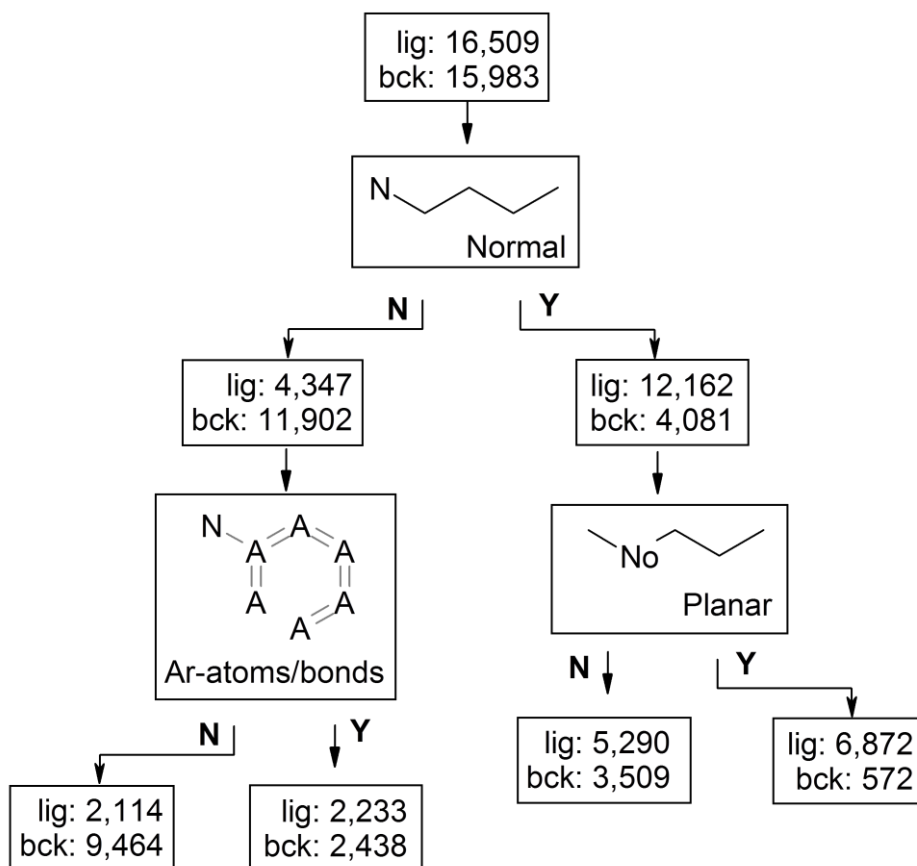 lig: 16,509
bck: 15,983
N
Normal
N
Y
lig: 4,347
bck: 11,902
lig: 12,162
bck: 4,081
N
A
A
A
A
A
A
Ar-atoms/bonds
No
Planar
N
Y
N
Y
lig: 2,114
bck: 9,464
lig: 2,233
bck: 2,438
lig: 5,290
bck: 3,509
lig: 6,872
bck: 572